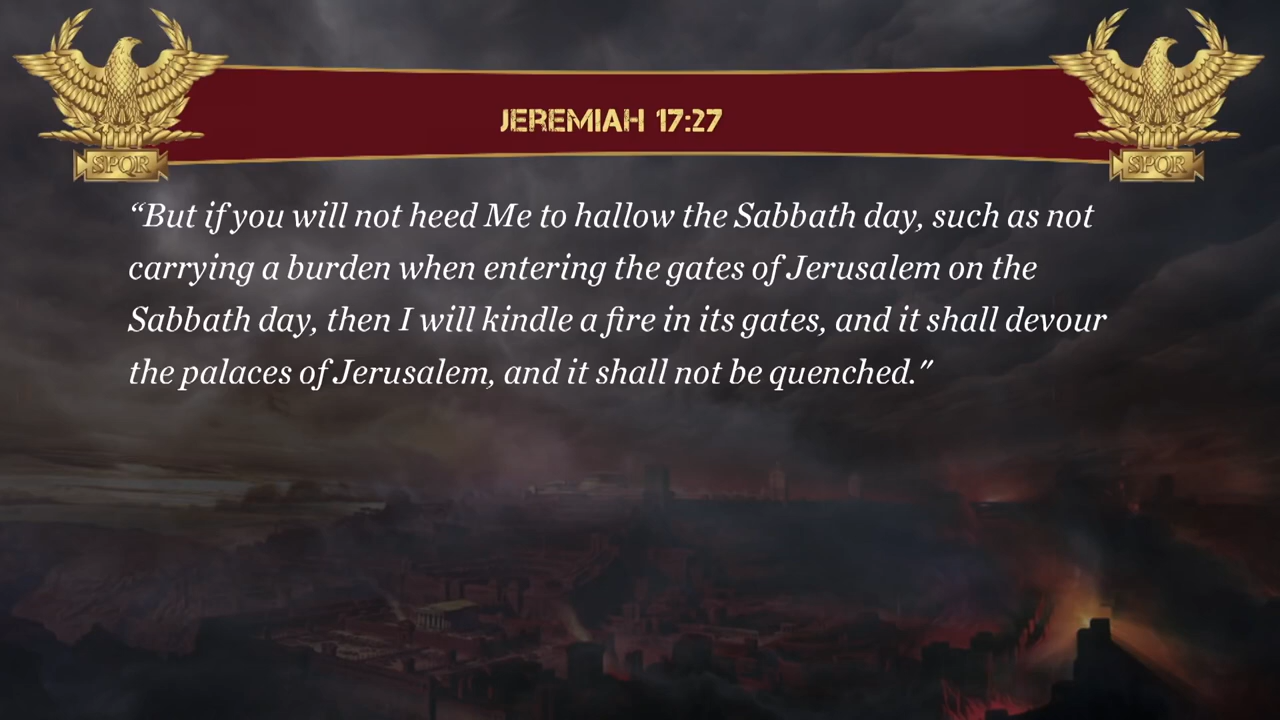 JEREMIAH 17:27
SPQR
SPQR
“But if you will not heed Me to hallow the Sabbath day, such as not
carrying a burden when entering the gates of Jerusalem on the
Sabbath day, then I will kindle a fire in its gates, and it shall devour
the palaces of Jerusalem, and it shall not be quenched."